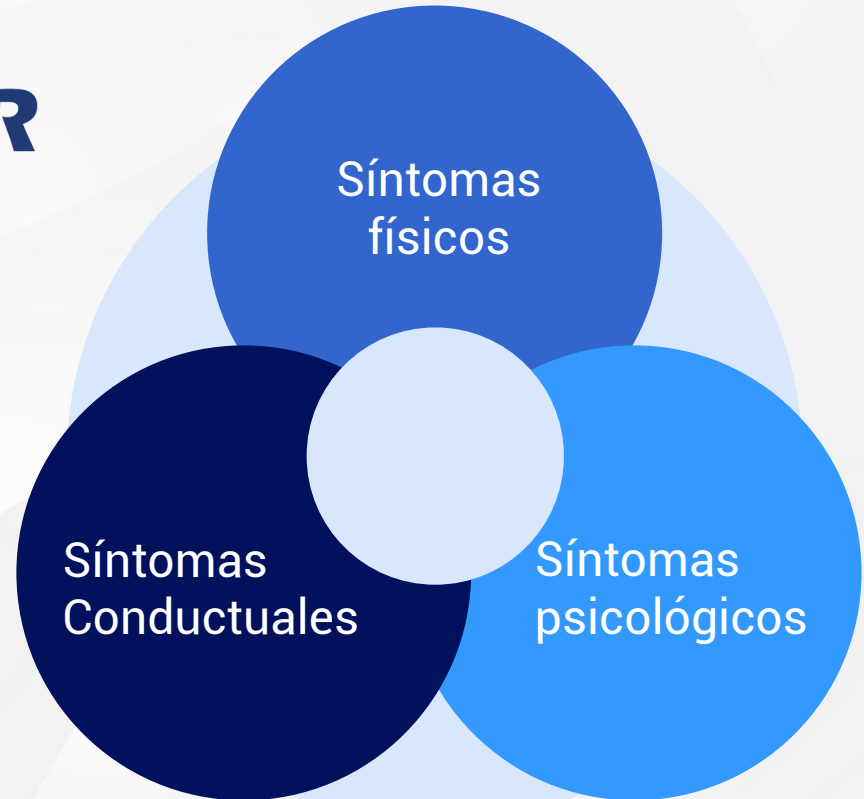 R
Síntomas
físicos
Síntomas
Conductuales
Síntomas
psicológicos